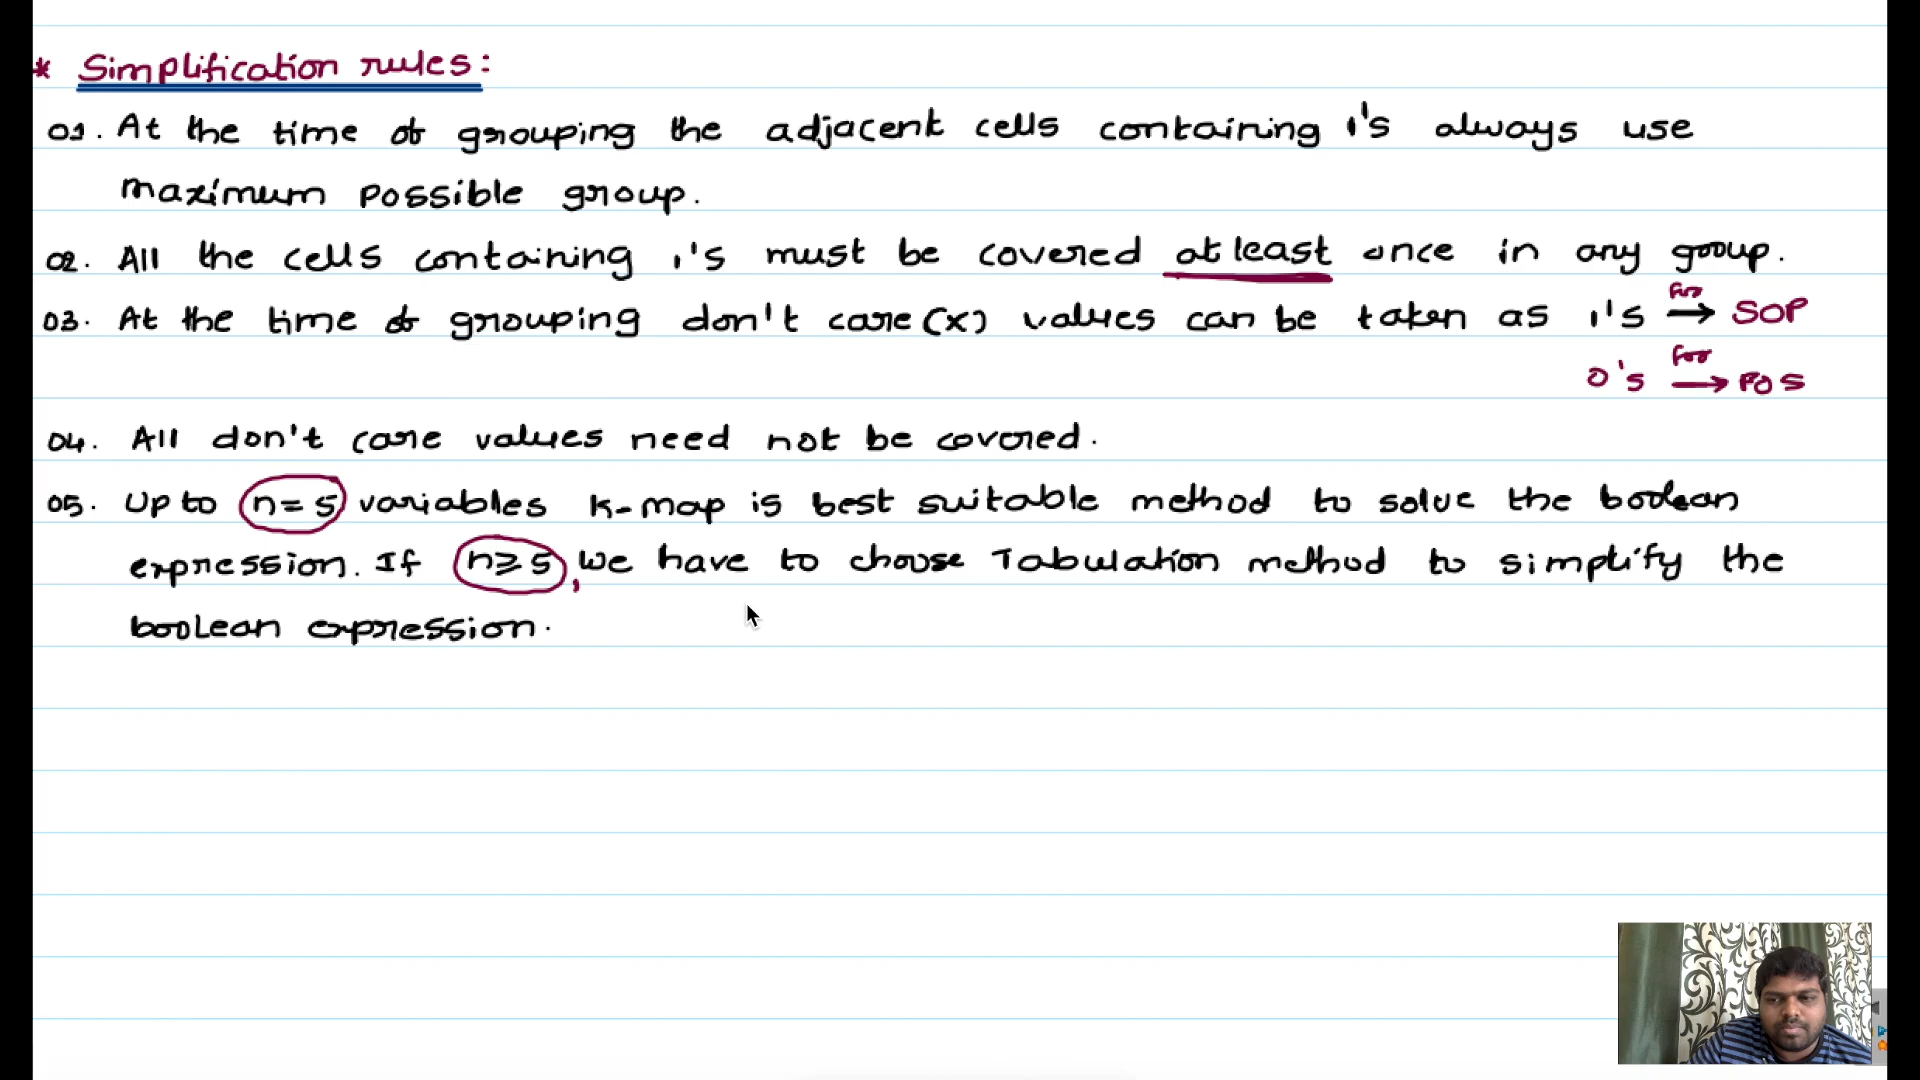 * Simplification rules:
01. At the time of grouping the adjacent cells containing 1's always use
maximum possible group.
02. All the cells containing 1's must be covered at least once in any group.
03. At the time of grouping don't care (x) values can be taken as 1's for → SOP
0's for → POS
04. All don't care values need not be covered.
05. Up to n = 5 variables k-map is best suitable method to solve the boolean
expression. If n ≥ 5, we have to choose Tabulation method to simplify the
boolean expression.